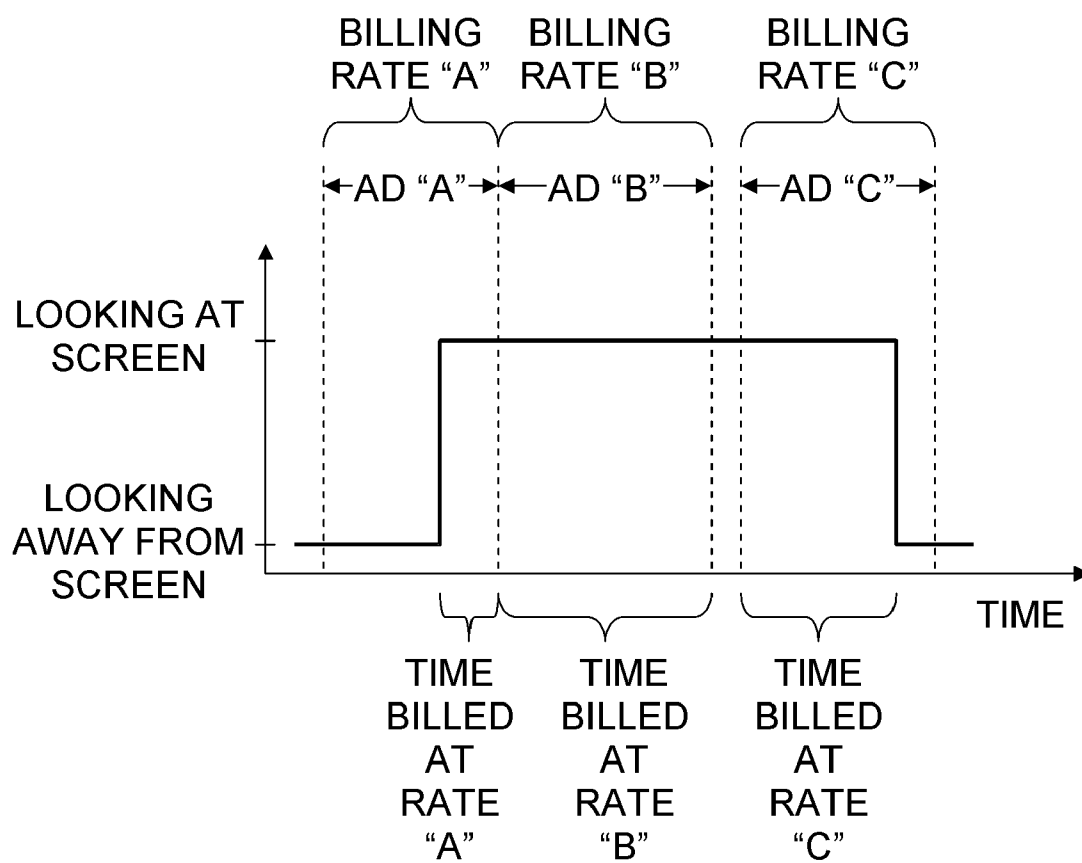 BILLING
RATE “A”
BILLING
RATE “B”
BILLING
RATE “C”
AD “A”
AD “B”
AD “C”
LOOKING AT
SCREEN
LOOKING
AWAY FROM
SCREEN
TIME
TIME
BILLED
AT
RATE
“A”
TIME
BILLED
AT
RATE
“B”
TIME
BILLED
AT
RATE
“C”